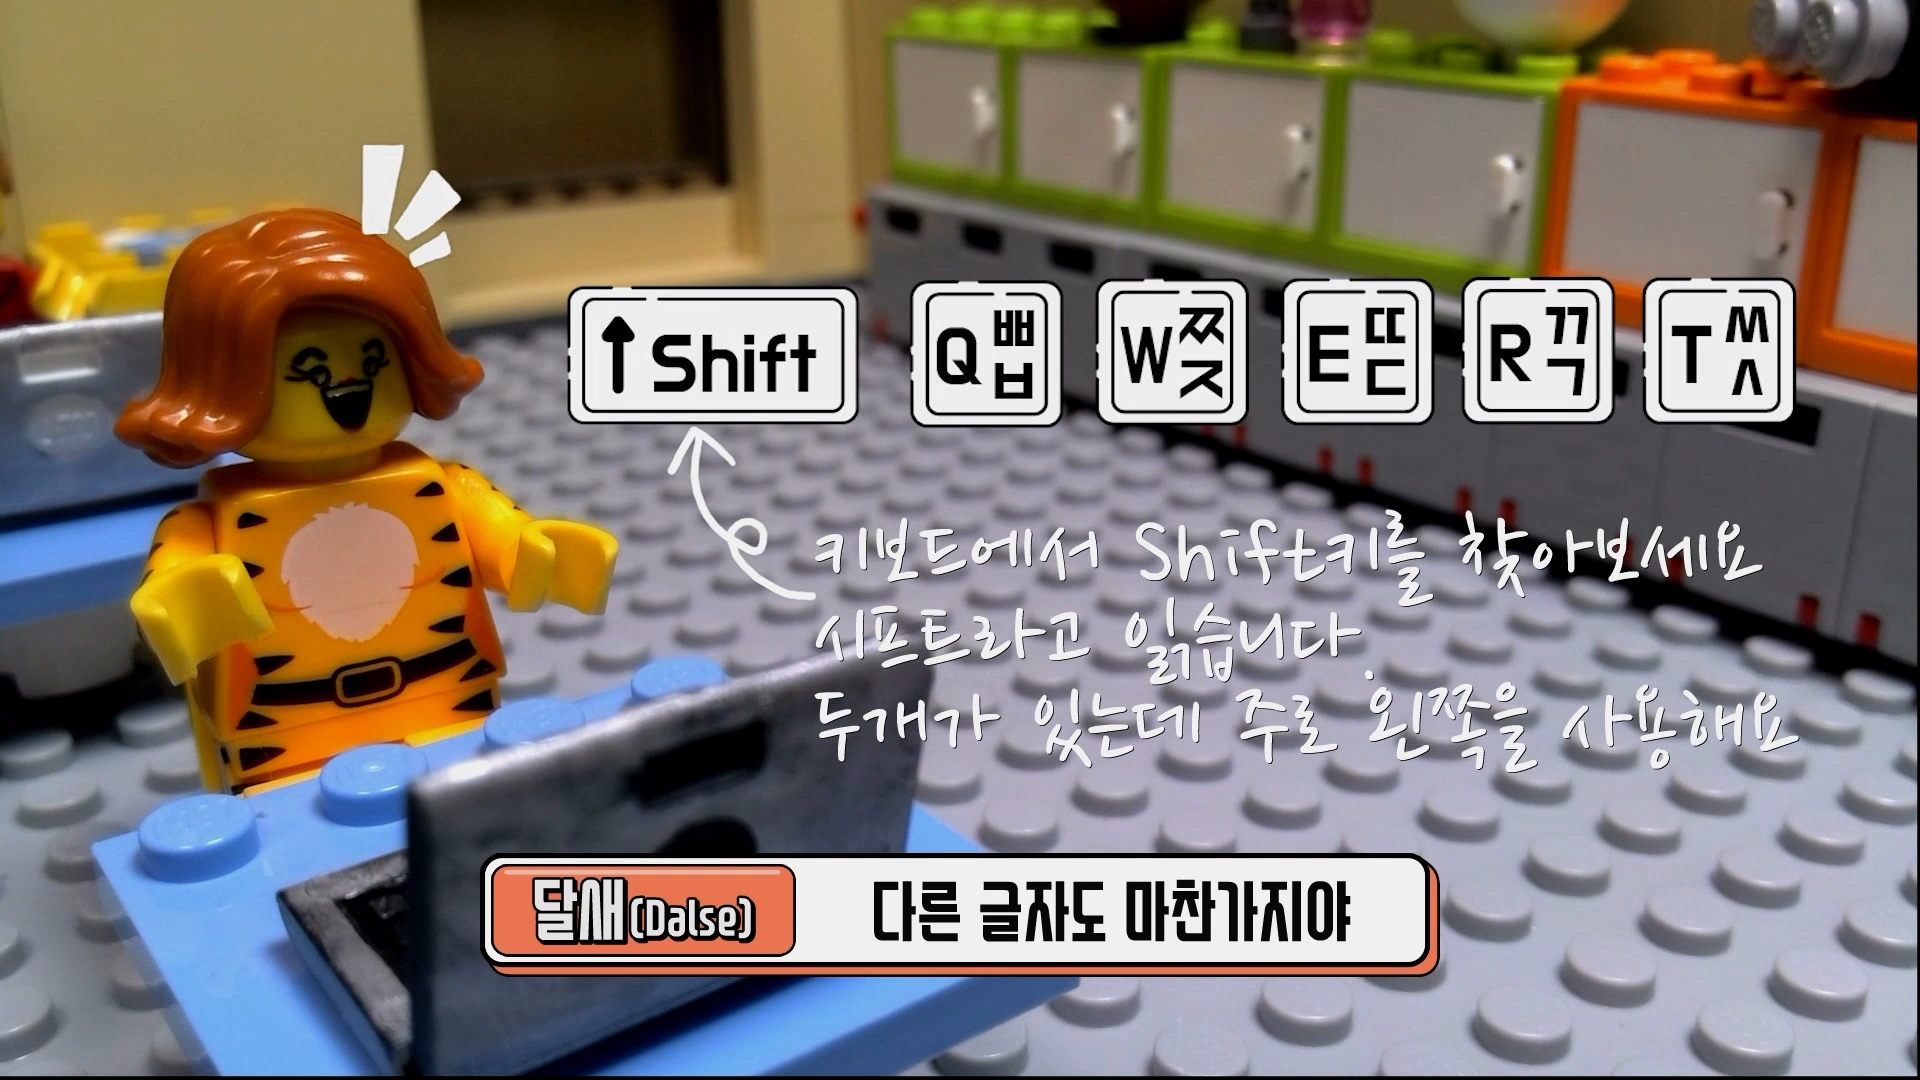 ↑Shift Q ㅃ ㅂ W ㅉ ㅈ E ㄸ ㄷ R ㄲ ㄱ T ㅆ ㅅ
키보드에서 Shift키를 찾아보세요
시프트라고 읽습니다.
두개가 있는데 주로 왼쪽을 사용해요
달새(Dalse) 다른 글자도 마찬가지야